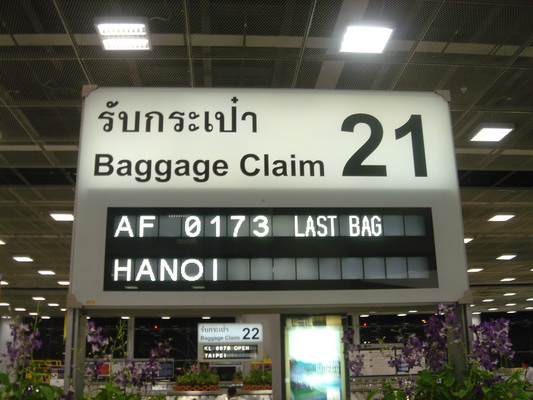 รับกระเป๋า
Baggage Claim 21
AF 0173 LAST BAG
HANOI
รับกระเป๋า
Baggage Claim 22
KL 0878 OPEN
TAIPEI